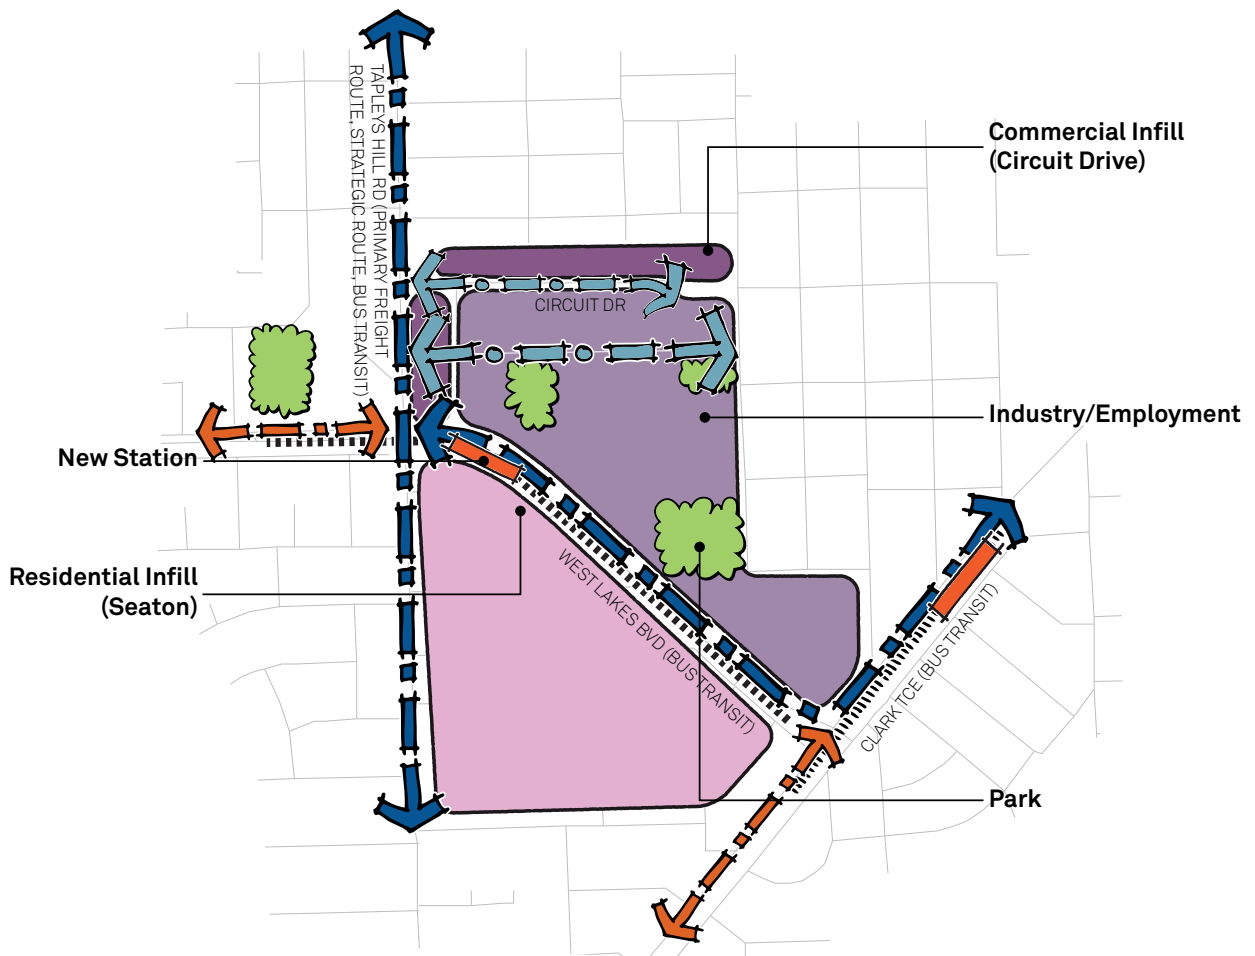 TAPLEYS HILL RD (PRIMARY FREIGHT
ROUTE, STRATEGIC ROUTE, BUS TRANSIT)
Commercial Infill
(Circuit Drive)
CIRCUIT DR
Industry/Employment
New Station
Residential Infill
(Seaton)
WEST LAKES BVD (BUS TRANSIT)
CLARK TCE (BUS TRANSIT)
Park